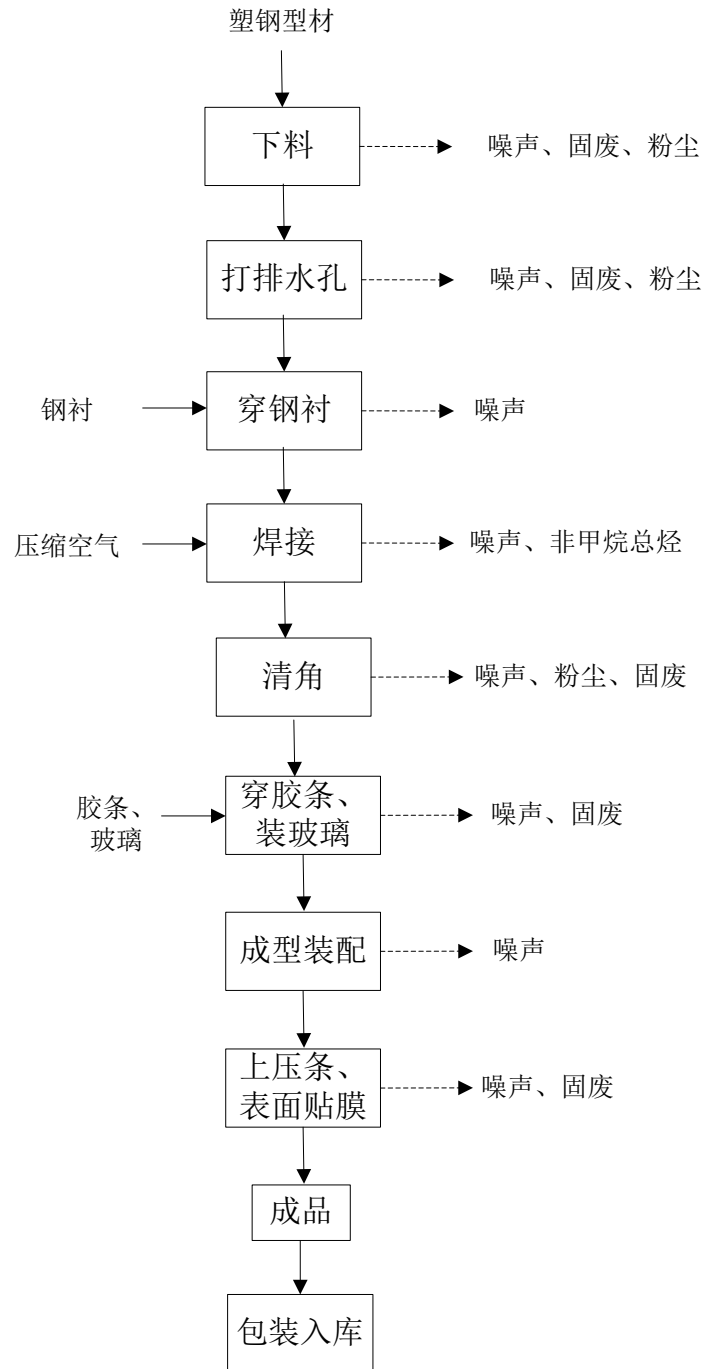 塑钢型材
下料
噪声、固废、粉尘
打排水孔
噪声、固废、粉尘
钢衬
穿钢衬
噪声
压缩空气
焊接
噪声、非甲烷总烃
清角
噪声、粉尘、固废
胶条、
玻璃
穿胶条、
装玻璃
噪声、固废
成型装配
噪声
上压条、
表面贴膜
噪声、固废
成品
包装入库